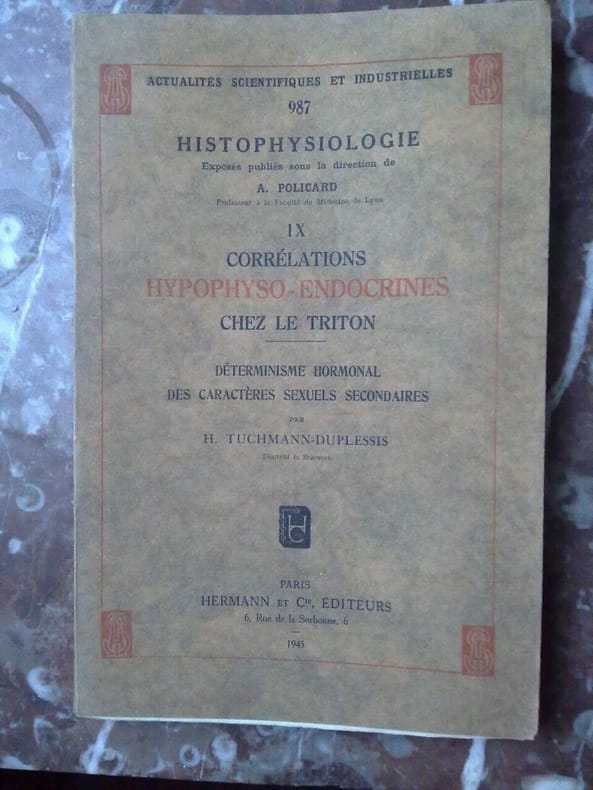 ACTUALITÉS SCIENTIFIQUES ET INDUSTRIELLES
987
HISTOPHYSIOLOGIE
Exposés publiés sous la direction de
A. POLICARD
Professeur à la Faculté de Médecine de Lyon
IX
CORRÉLATIONS
HYPOPHYSO-ENDOCRINES
CHEZ LE TRITON
DÉTERMINISME HORMONAL
DES CARACTÈRES SEXUELS SECONDAIRES
PAR
H. TUCHMANN-DUPLESSIS
Docteur ès Sciences.
HC
PARIS
HERMANN ET Cie, ÉDITEURS
6, Rue de la Sorbonne, 6
1945